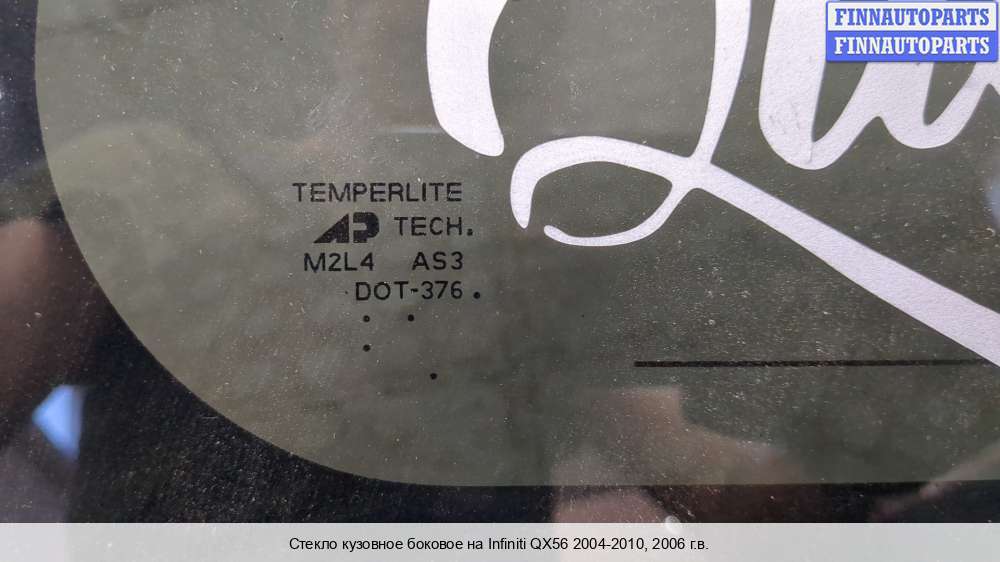 FINNAUTOPARTS
FINNAUTOPARTS
TEMPERLITE
AP TECH.
M2L4 AS3
DOT-376
Стекло кузовное боковое на Infiniti QX56 2004-2010, 2006 г.в.